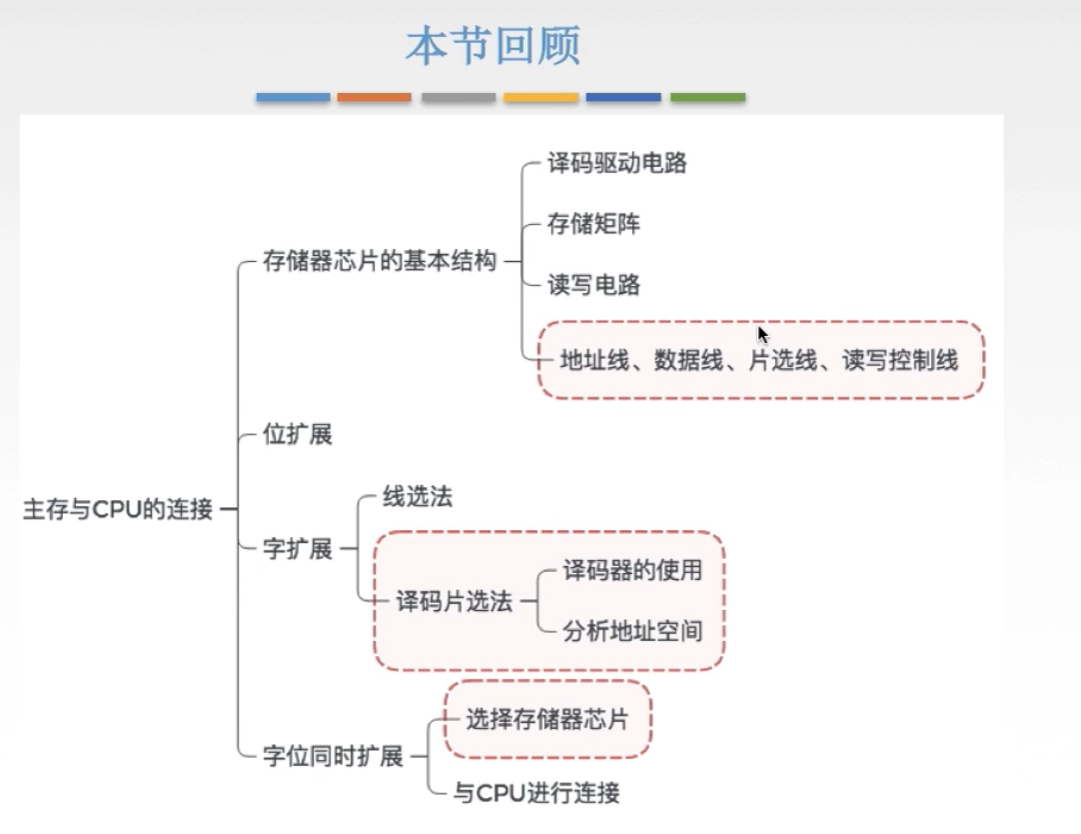 本节回顾
译码驱动电路
存储矩阵
存储器芯片的基本结构
读写电路
地址线、数据线、片选线、读写控制线
位扩展
线选法
主存与CPU的连接
字扩展
译码器的使用
译码片选法
分析地址空间
选择存储器芯片
字位同时扩展
与CPU进行连接